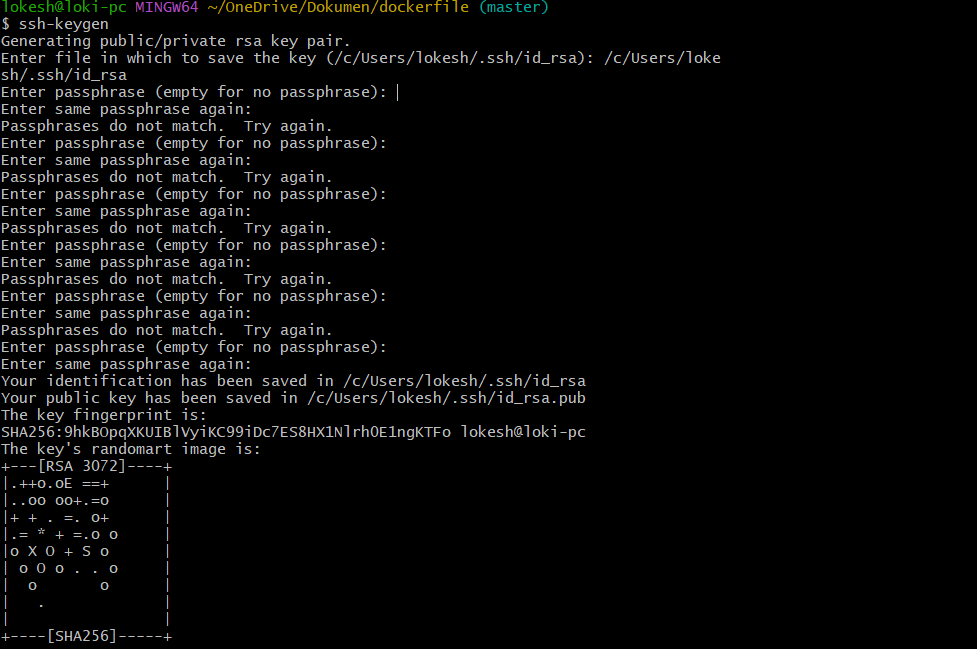 lokesh@loki-pc MINGW64 ~/OneDrive/Dokumen/dockerfile (master)
$ ssh-keygen
Generating public/private rsa key pair.
Enter file in which to save the key (/c/Users/lokesh/.ssh/id_rsa): /c/Users/loke
sh/.ssh/id_rsa
Enter passphrase (empty for no passphrase):
Enter same passphrase again:
Passphrases do not match.  Try again.
Enter passphrase (empty for no passphrase):
Enter same passphrase again:
Passphrases do not match.  Try again.
Enter passphrase (empty for no passphrase):
Enter same passphrase again:
Passphrases do not match.  Try again.
Enter passphrase (empty for no passphrase):
Enter same passphrase again:
Passphrases do not match.  Try again.
Enter passphrase (empty for no passphrase):
Enter same passphrase again:
Passphrases do not match.  Try again.
Enter passphrase (empty for no passphrase):
Enter same passphrase again:
Your identification has been saved in /c/Users/lokesh/.ssh/id_rsa
Your public key has been saved in /c/Users/lokesh/.ssh/id_rsa.pub
The key fingerprint is:
SHA256:9hkBOpqXKUIBlVyiKC99iDc7ES8HX1Nlrh0E1ngKTFo lokesh@loki-pc
The key's randomart image is:
+---[RSA 3072]----+
|.++o.oE ==+      |
|..oo oo+.=o      |
|+ + . =. o+      |
|.= * + =.o o     |
|o X O + S o      |
| o O o . . o     |
|  o       o      |
|   .             |
|                 |
+----[SHA256]-----+